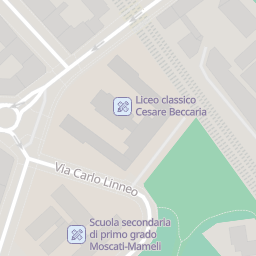 Liceo classico
Cesare Beccaria
Via Carlo Linneo
Scuola secondaria
di primo grado
Moscati-Mameli